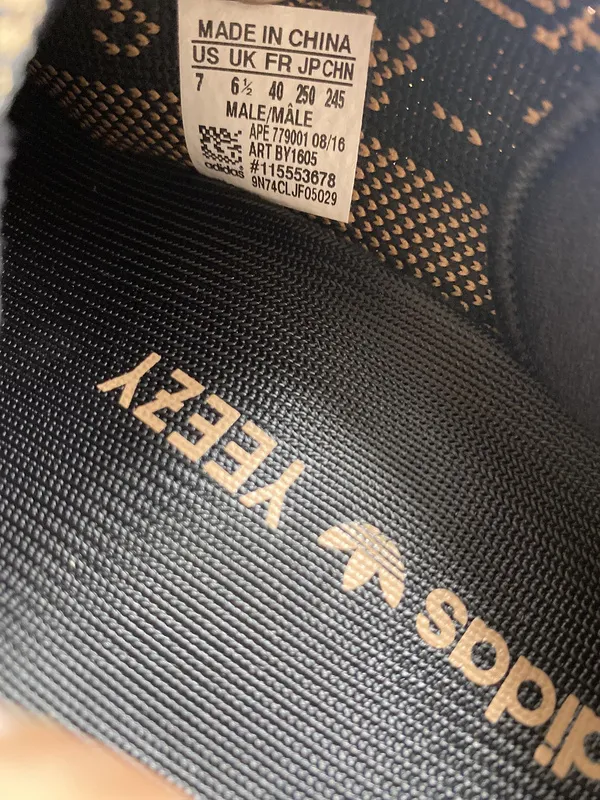 MADE IN CHINA
US UK FR JP CHN
7 6½ 40 250 245
MALE/MÂLE
APE 779001 08/16
ART BY1605
#115553678
9N74CLJF05029
adidas
YEEZY
adidas